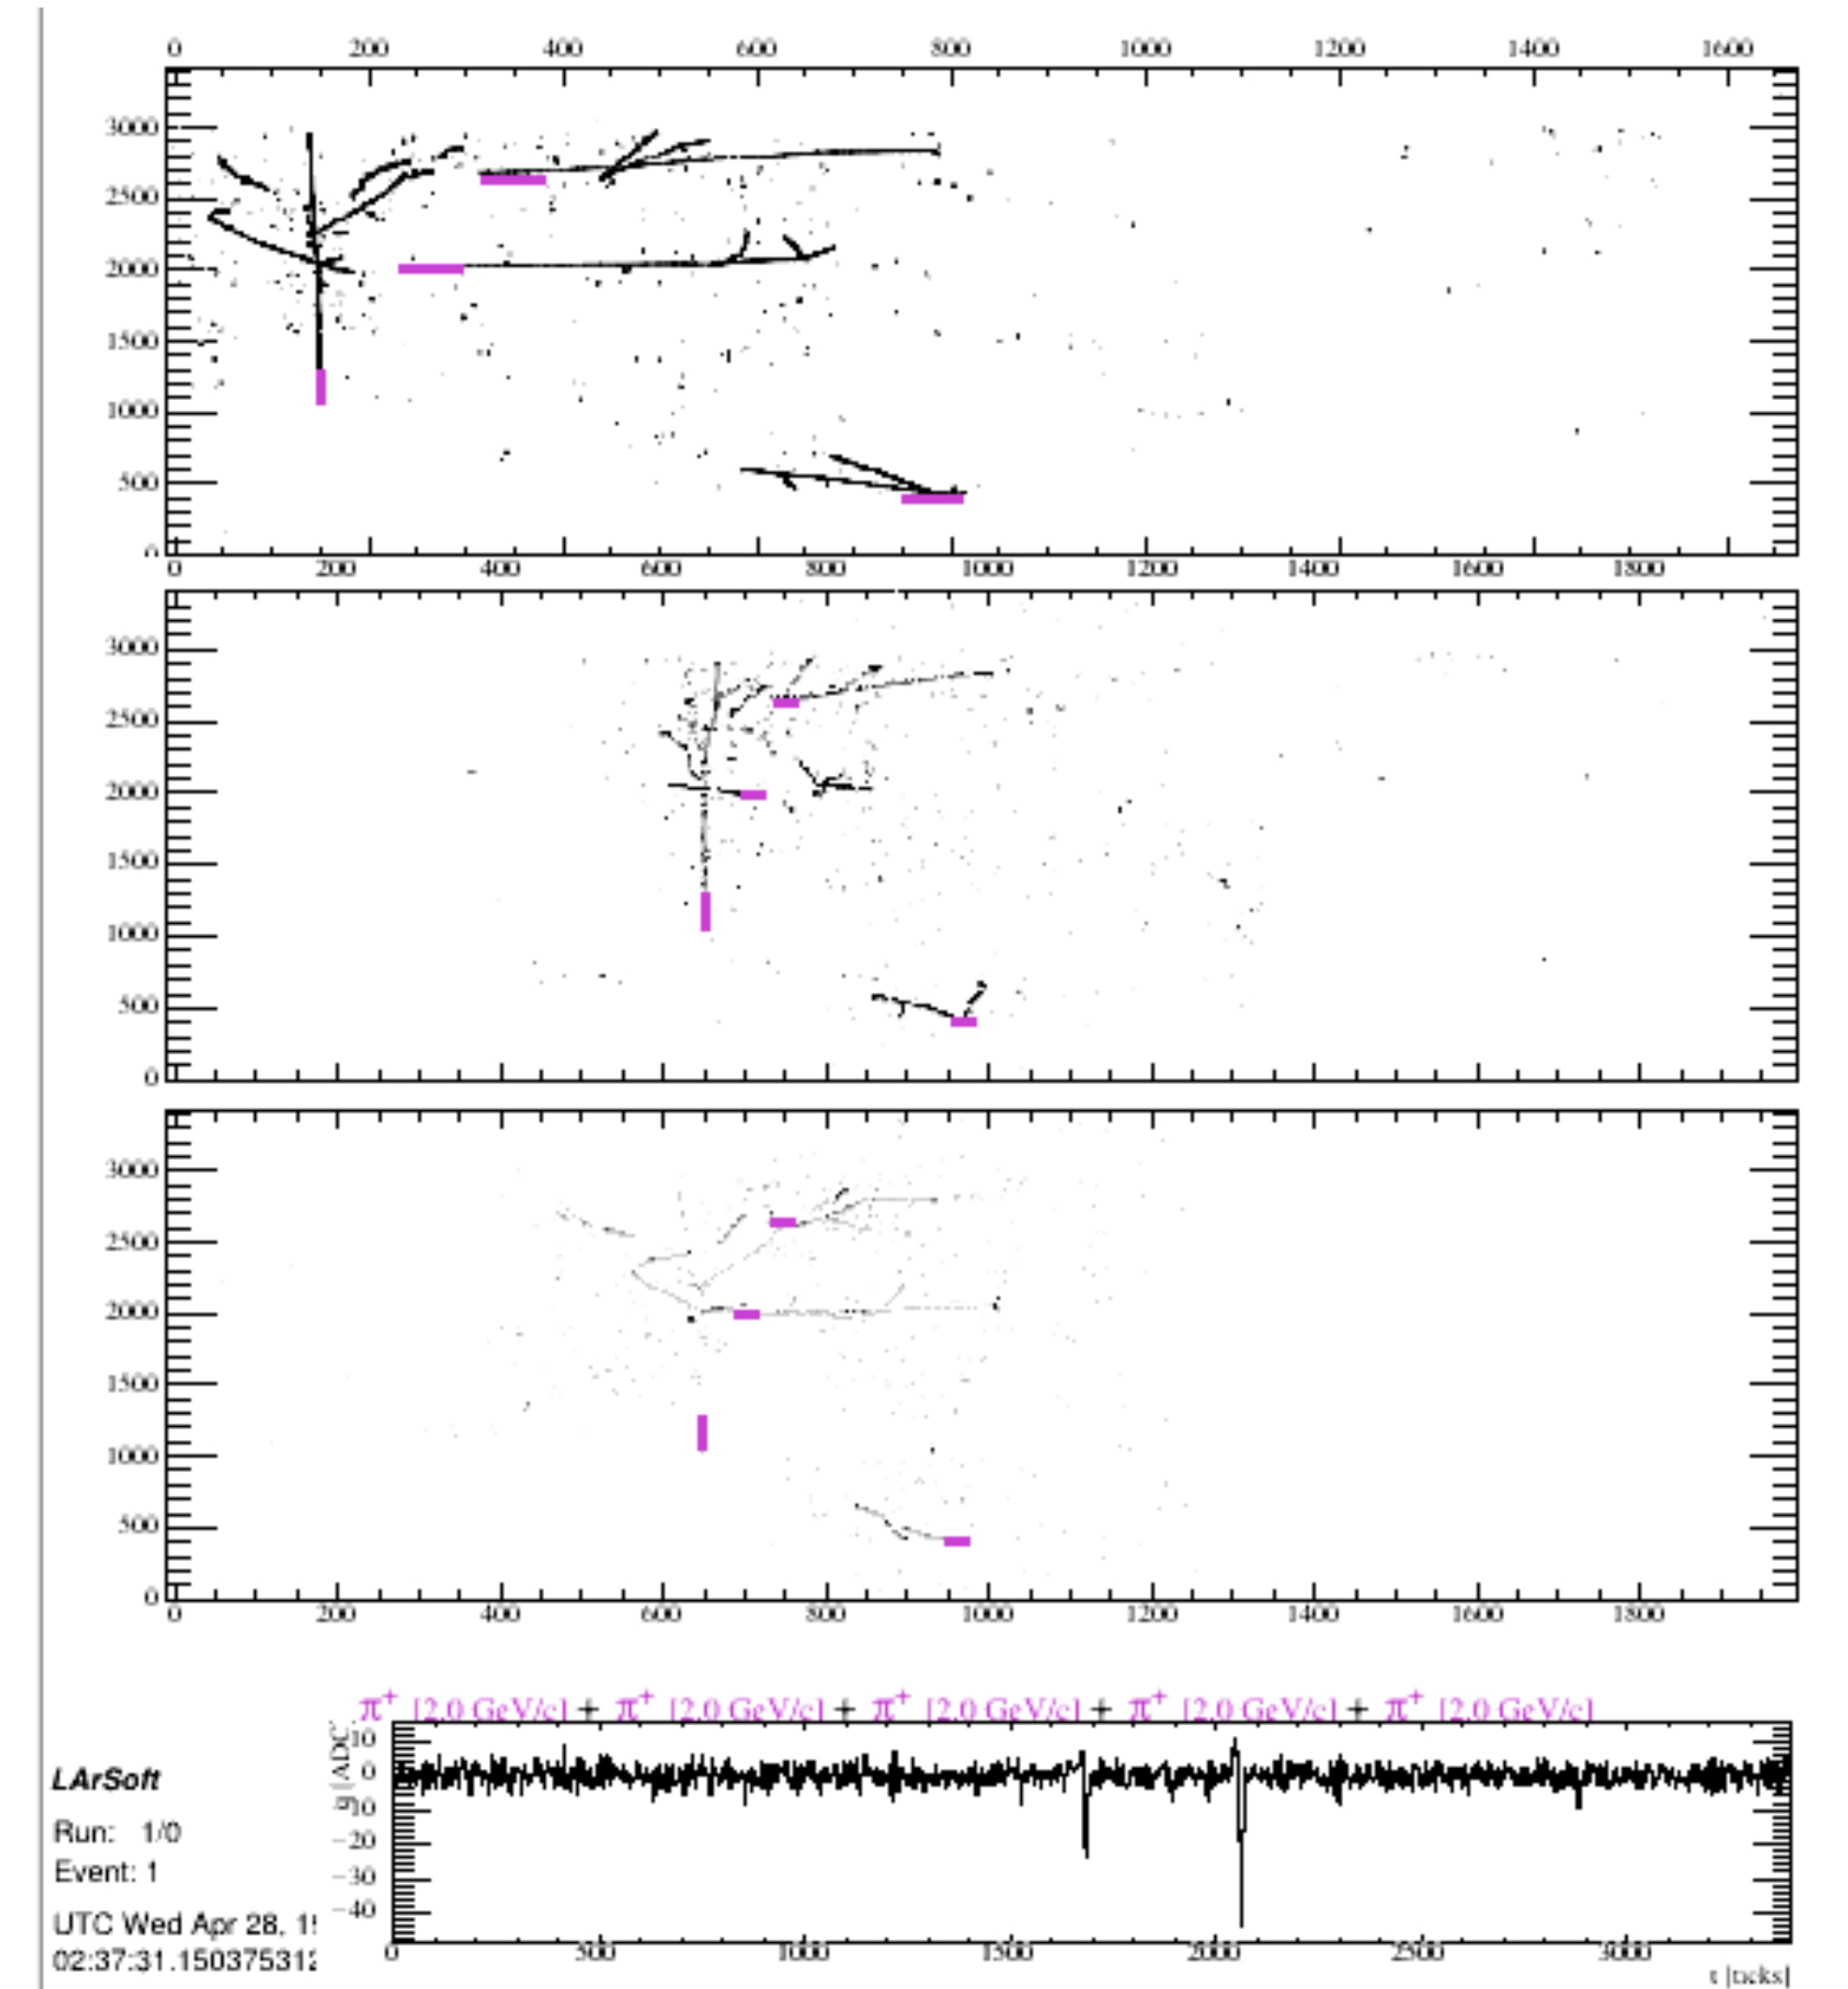 0 200 400 600 800 1000 1200 1400 1600
3000
2500
2000
1500
1000
500
0
0 200 400 600 800 1000 1200 1400 1600 1800
3000
2500
2000
1500
1000
500
0
3000
2500
2000
1500
1000
500
0
0 200 400 600 800 1000 1200 1400 1600 1800
π+ [2.0 GeV/c] + π+ [2.0 GeV/c] + π+ [2.0 GeV/c] + π+ [2.0 GeV/c] + π+ [2.0 GeV/c]
10
0
−10
−20
−30
−40
q [ADC]
0 500 1000 1500 2000 2500 3000
t [ticks]
LArSoft
Run: 1/0
Event: 1
UTC Wed Apr 28, 1
02:37:31.15037531